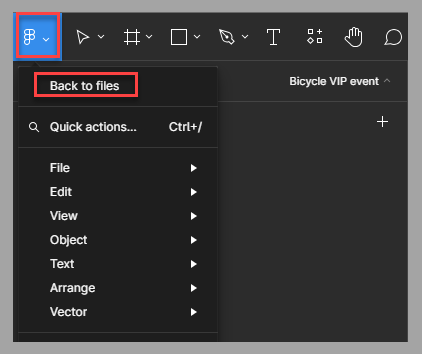 Back to files
Bicycle VIP event
Quick actions... Ctrl+/
File
Edit
View
Object
Text
Arrange
Vector